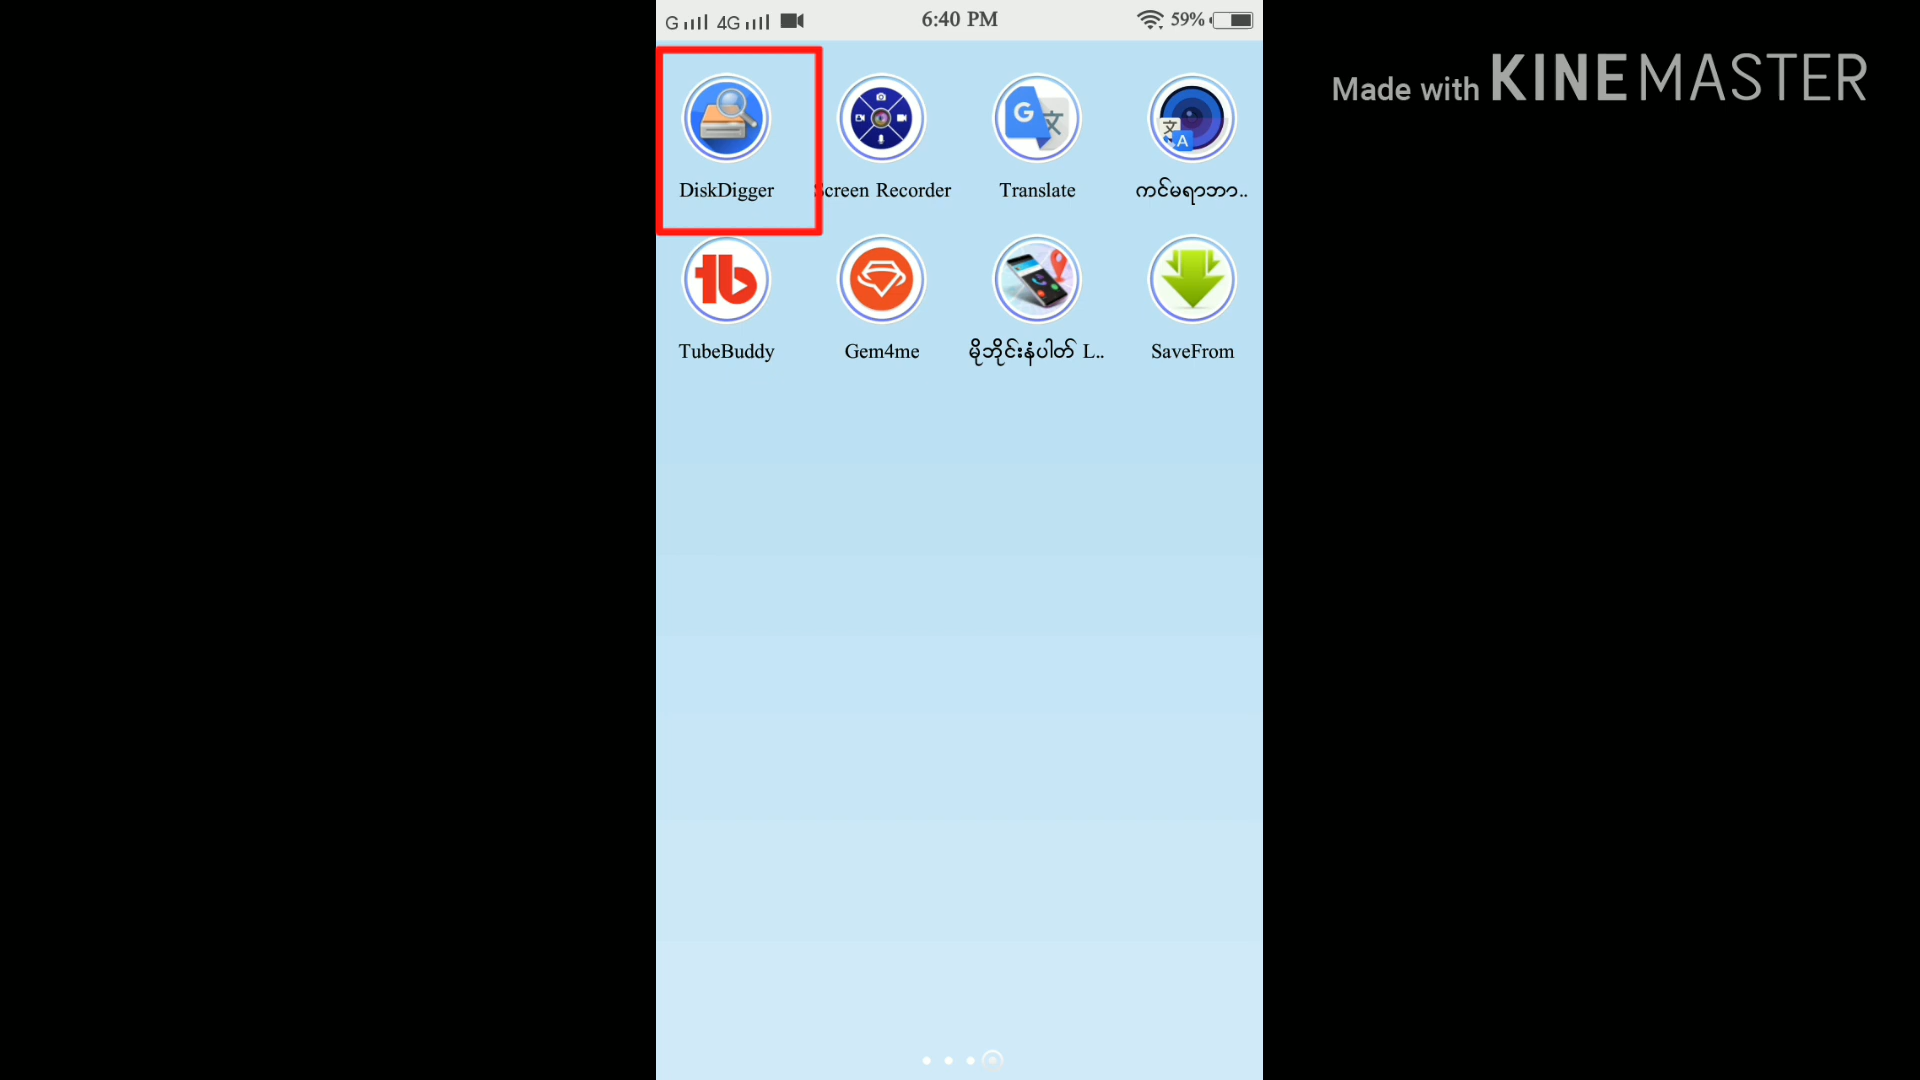 G 4G 6:40 PM 59%
Made with KINEMASTER
DiskDigger Screen Recorder Translate ကင်မရာဘာ..
TubeBuddy Gem4me မိုဘိုင်းနံပါတ် L.. SaveFrom